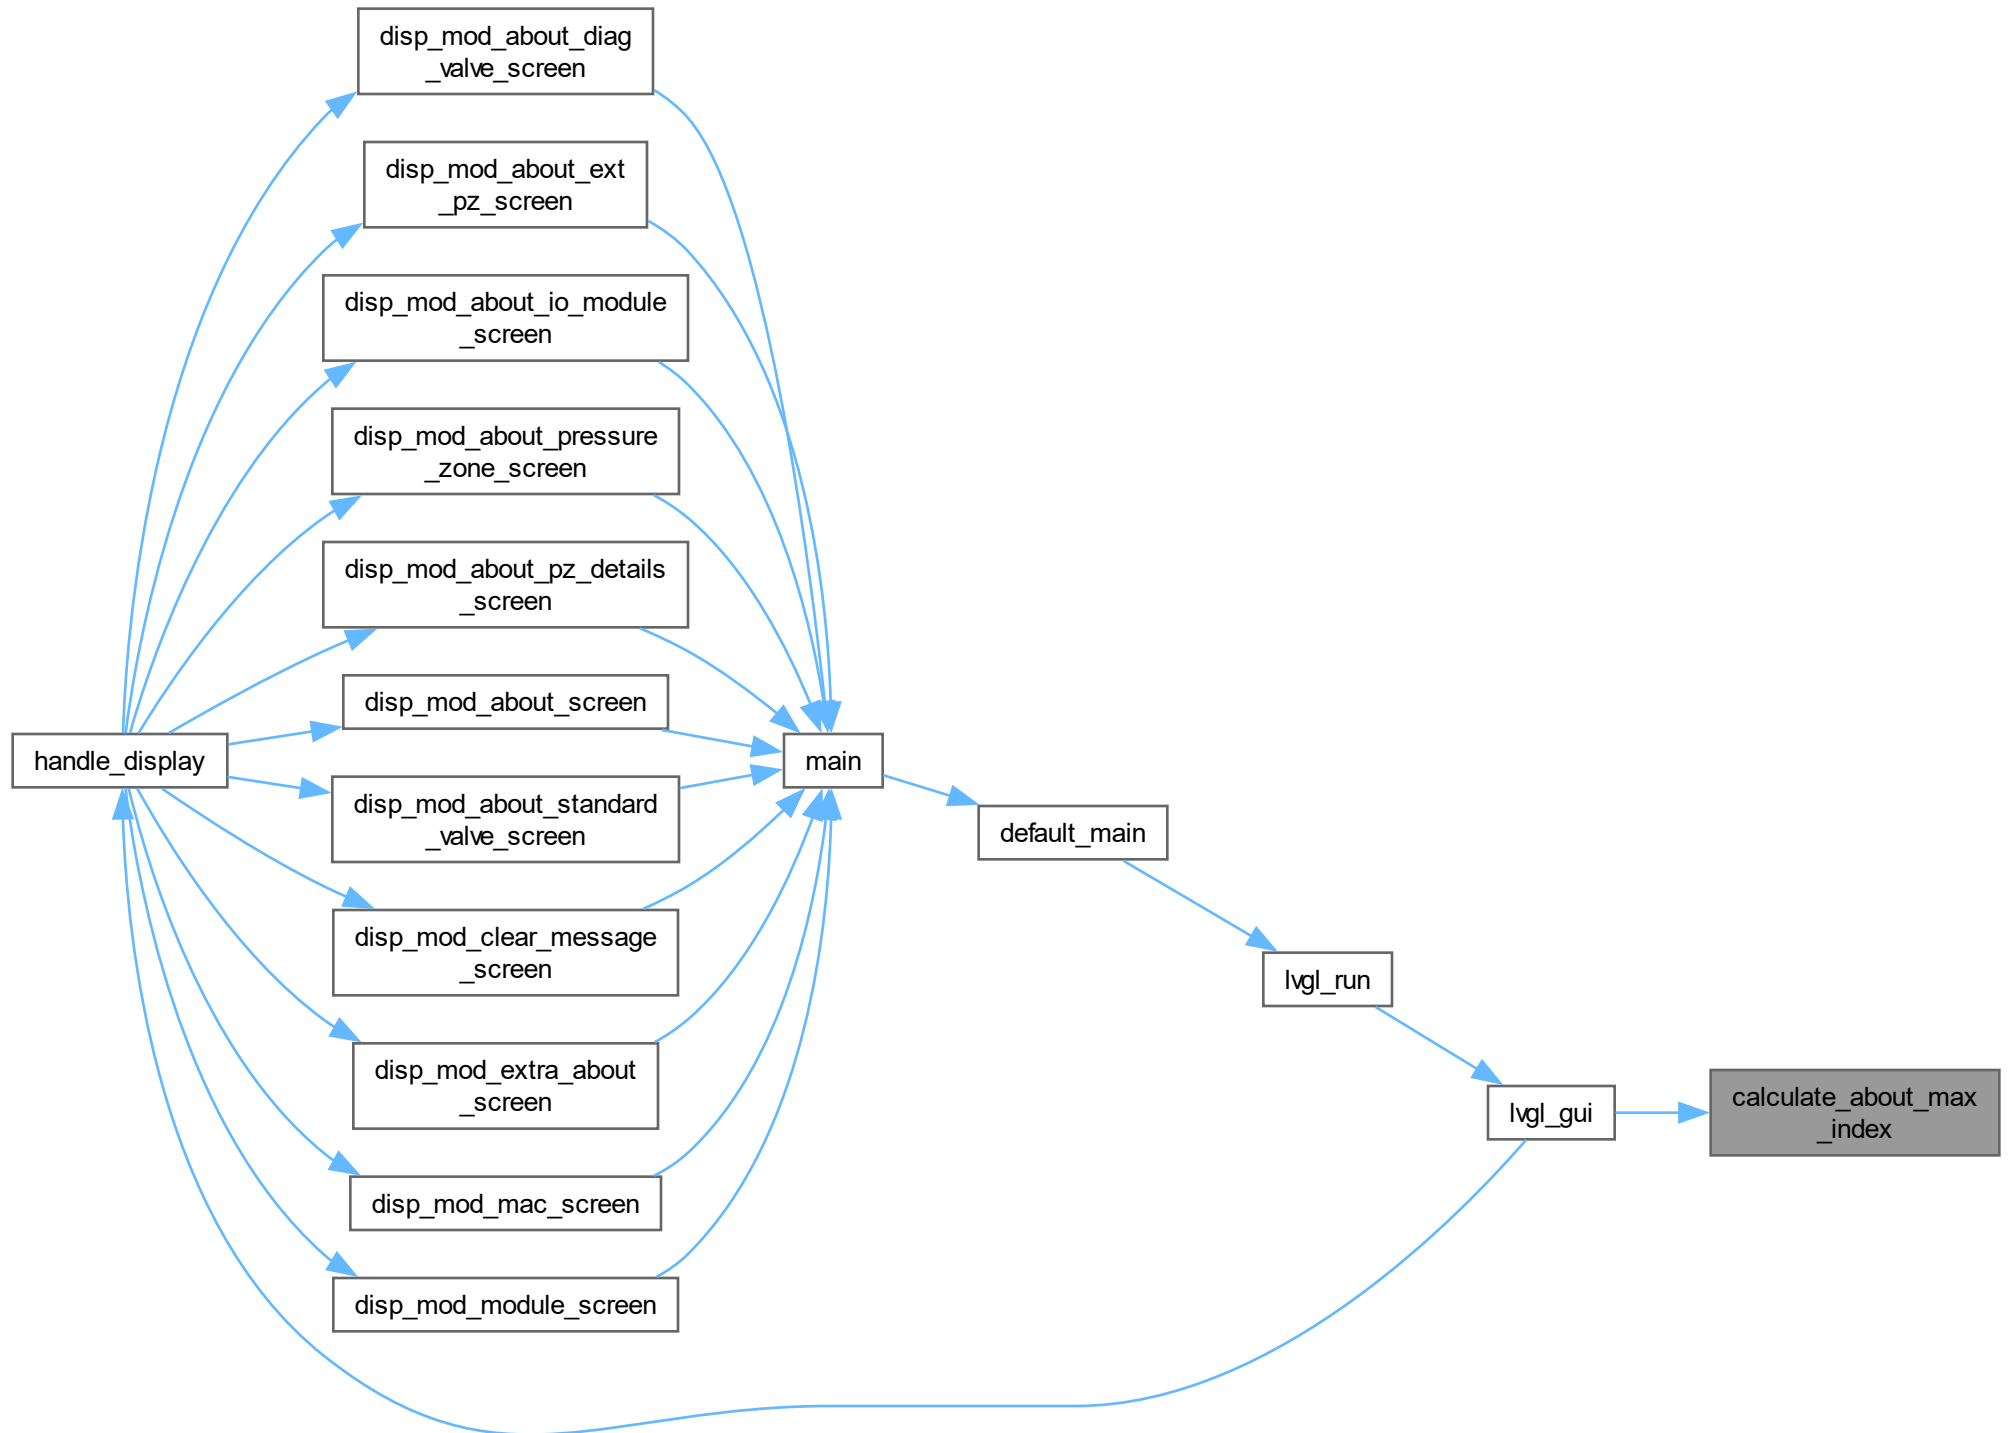 disp_mod_about_diag
_valve_screen
disp_mod_about_ext
_pz_screen
disp_mod_about_io_module
_screen
disp_mod_about_pressure
_zone_screen
disp_mod_about_pz_details
_screen
disp_mod_about_screen
handle_display
main
disp_mod_about_standard
_valve_screen
default_main
disp_mod_clear_message
_screen
lvgl_run
disp_mod_extra_about
_screen
lvgl_gui
calculate_about_max
_index
disp_mod_mac_screen
disp_mod_module_screen